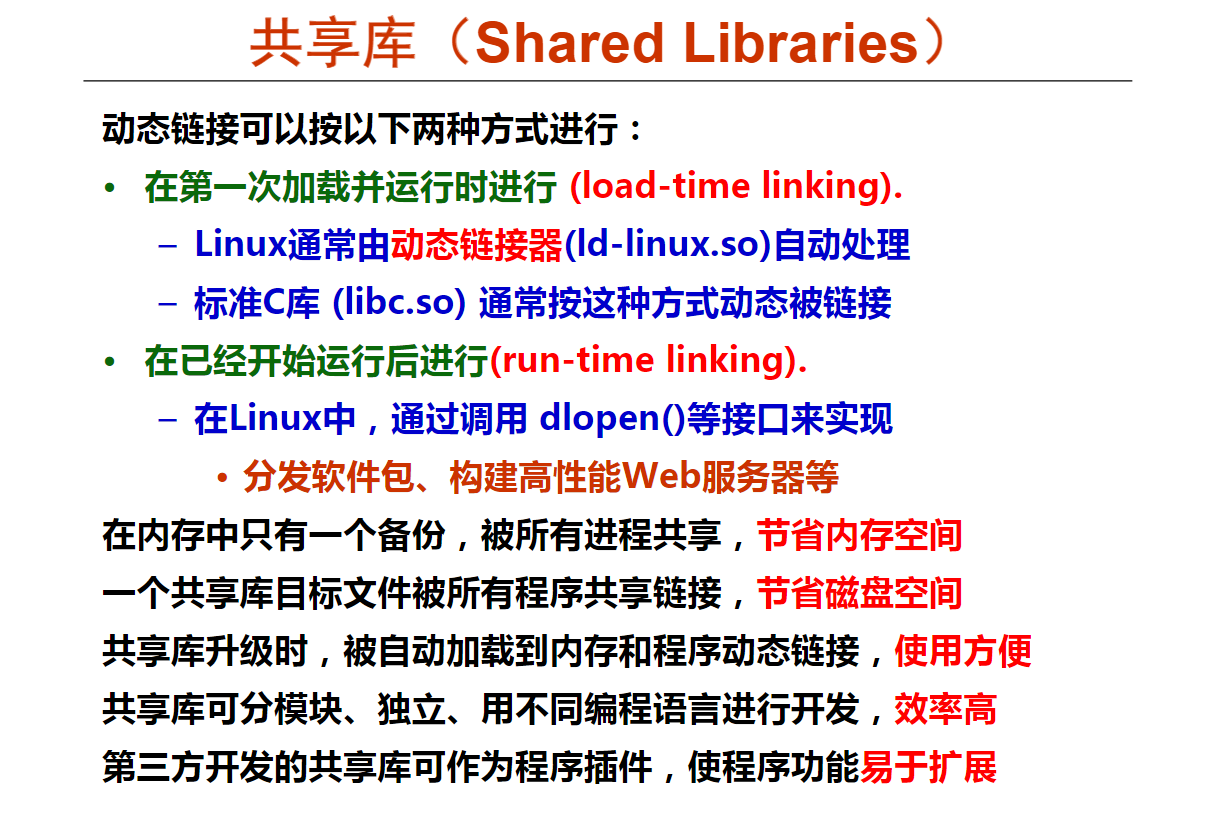 共享库（Shared Libraries）
动态链接可以按以下两种方式进行：
• 在第一次加载并运行时进行 (load-time linking).
– Linux通常由动态链接器(ld-linux.so)自动处理
– 标准C库 (libc.so) 通常按这种方式动态被链接
• 在已经开始运行后进行(run-time linking).
– 在Linux中，通过调用 dlopen()等接口来实现
• 分发软件包、构建高性能Web服务器等
在内存中只有一个备份，被所有进程共享，节省内存空间
一个共享库目标文件被所有程序共享链接，节省磁盘空间
共享库升级时，被自动加载到内存和程序动态链接，使用方便
共享库可分模块、独立、用不同编程语言进行开发，效率高
第三方开发的共享库可作为程序插件，使程序功能易于扩展